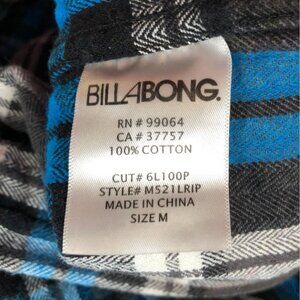 BILLABONG.
RN# 99064
CA# 37757
100% COTTON
CUT# 6L100P
STYLE# M521LRIP
MADE IN CHINA
SIZE M